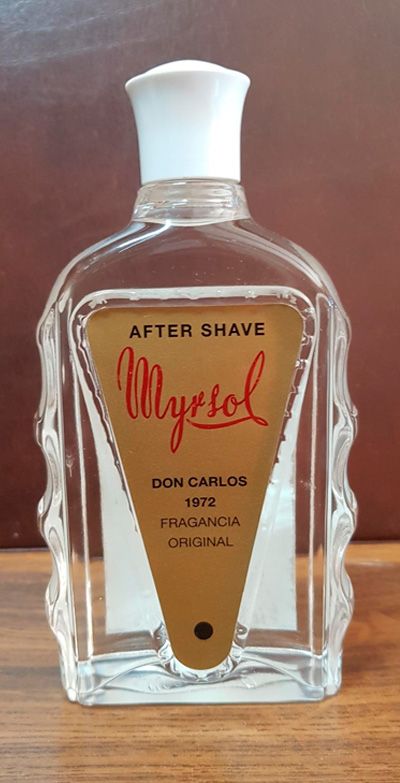 AFTER SHAVE
Myrsol
DON CARLOS
1972
FRAGANCIA
ORIGINAL